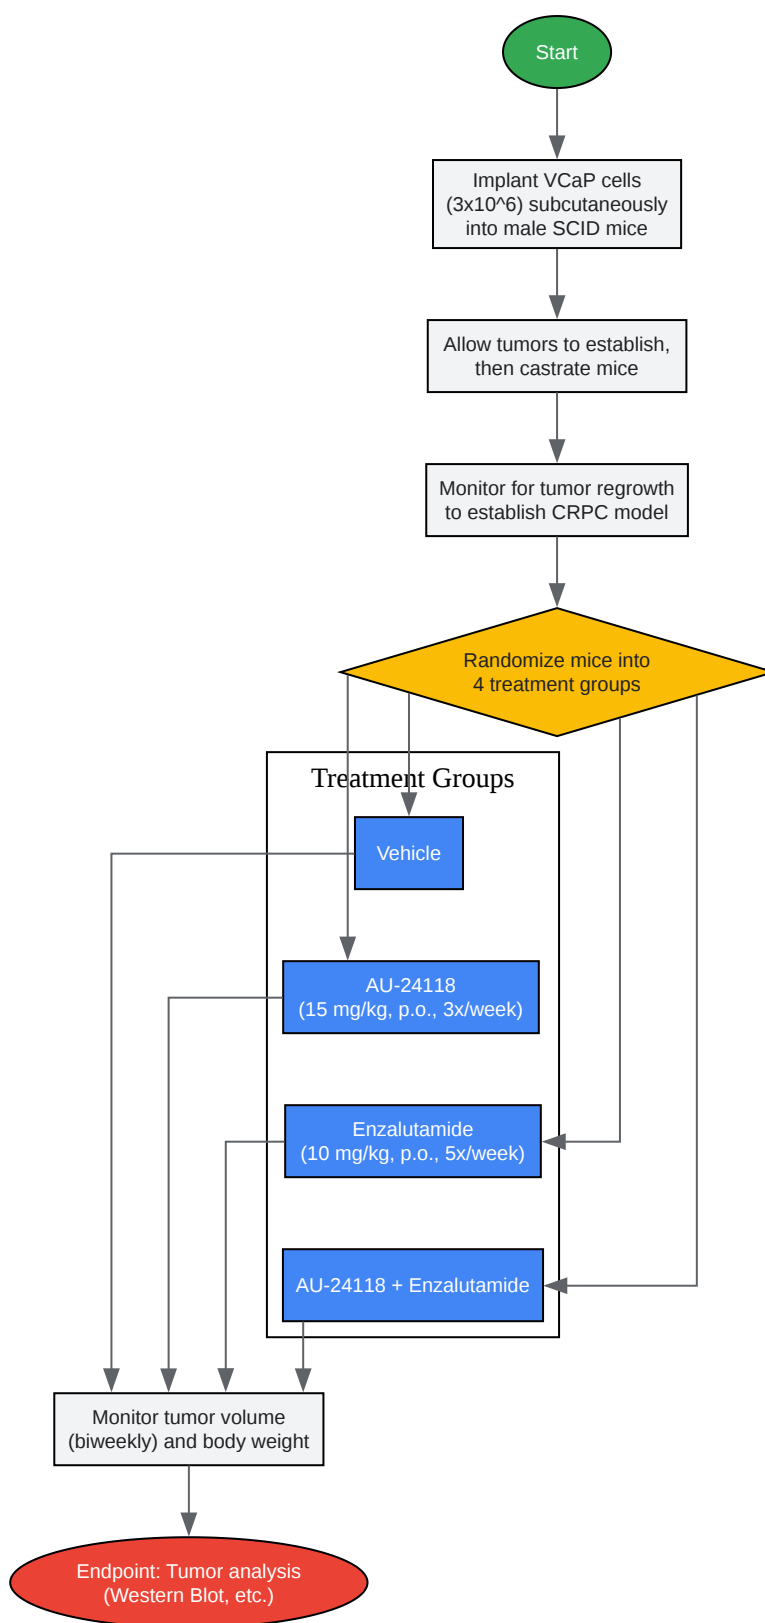 Start
Implant VCaP cells
(3x10^6) subcutaneously
into male SCID mice
Allow tumors to establish,
then castrate mice
Monitor for tumor regrowth
to establish CRPC model
Randomize mice into
4 treatment groups
Treatment Groups
Vehicle
AU-24118
(15 mg/kg, p.o., 3x/week)
Enzalutamide
(10 mg/kg, p.o., 5x/week)
AU-24118 + Enzalutamide
Monitor tumor volume
(biweekly) and body weight
Endpoint: Tumor analysis
(Western Blot, etc.)